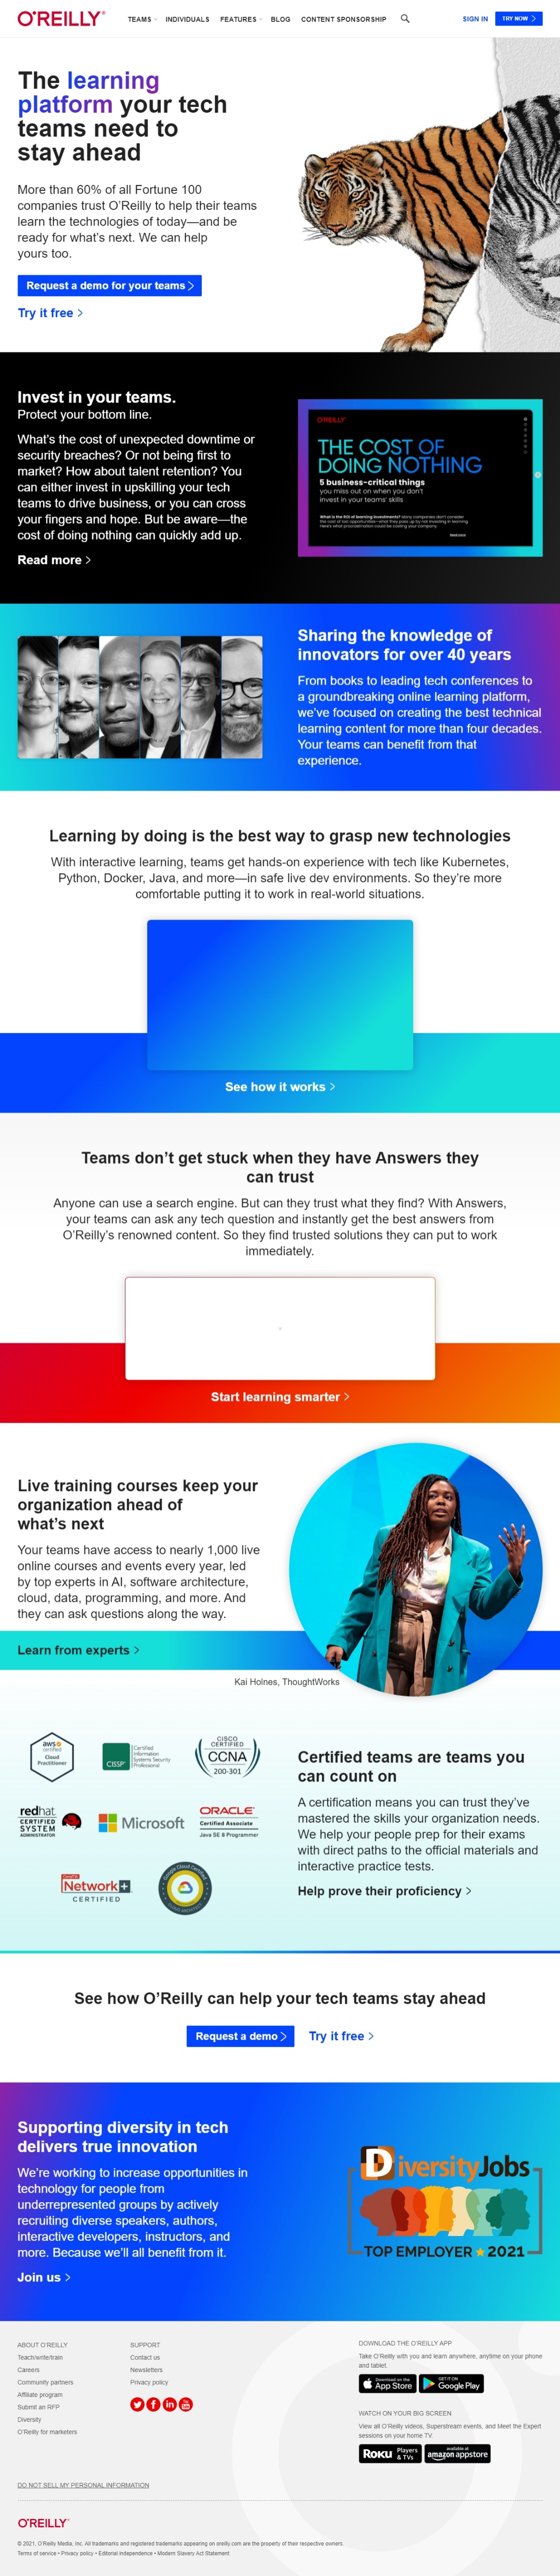 O'REILLY®
TEAMS INDIVIDUALS FEATURES BLOG CONTENT SPONSORSHIP
SIGN IN TRY NOW >
The learning
platform your tech
teams need to
stay ahead
More than 60% of all Fortune 100
companies trust O’Reilly to help their teams
learn the technologies of today—and be
ready for what’s next. We can help
yours too.
Request a demo for your teams >
Try it free >
Invest in your teams.
Protect your bottom line.
What’s the cost of unexpected downtime or
security breaches? Or not being first to
market? How about talent retention? You
can either invest in upskilling your tech
teams to drive business, or you can cross
your fingers and hope. But be aware—the
cost of doing nothing can quickly add up.
Read more >
O'REILLY
THE COST OF
DOING NOTHING
5 business-critical things
you miss out on when you don't
invest in your teams' skills
Sharing the knowledge of
innovators for over 40 years
From books to leading tech conferences to
a groundbreaking online learning platform,
we’ve focused on creating the best technical
learning content for more than four decades.
Your teams can benefit from that
experience.
Learning by doing is the best way to grasp new technologies
With interactive learning, teams get hands-on experience with tech like Kubernetes,
Python, Docker, Java, and more—in safe live dev environments. So they’re more
comfortable putting it to work in real-world situations.
See how it works >
Teams don’t get stuck when they have Answers they
can trust
Anyone can use a search engine. But can they trust what they find? With Answers,
your teams can ask any tech question and instantly get the best answers from
O’Reilly’s renowned content. So they find trusted solutions they can put to work
immediately.
Start learning smarter >
Live training courses keep your
organization ahead of
what’s next
Your teams have access to nearly 1,000 live
online courses and events every year, led
by top experts in AI, software architecture,
cloud, data, programming, and more. And
they can ask questions along the way.
Learn from experts >
Kai Holnes, ThoughtWorks
aws certified
Cloud
Practitioner
CISSP
Certified
Information
Systems Security
Professional
CISCO
CERTIFIED
CCNA
200-301
redhat.
CERTIFIED
SYSTEM
ADMINISTRATOR
Microsoft
ORACLE
Certified Associate
Java SE 8 Programmer
CompTIA
Network+
CERTIFIED
Google Cloud Certified
Certified teams are teams you
can count on
A certification means you can trust they’ve
mastered the skills your organization needs.
We help your people prep for their exams
with direct paths to the official materials and
interactive practice tests.
Help prove their proficiency >
See how O’Reilly can help your tech teams stay ahead
Request a demo >
Try it free >
Supporting diversity in tech
delivers true innovation
We’re working to increase opportunities in
technology for people from
underrepresented groups by actively
recruiting diverse speakers, authors,
interactive developers, instructors, and
more. Because we’ll all benefit from it.
Join us >
DiversityJobs
TOP EMPLOYER ★ 2021
ABOUT O’REILLY
Teach/write/train
Careers
Community partners
Affiliate program
Submit an RFP
Diversity
O’Reilly for marketers
SUPPORT
Contact us
Newsletters
Privacy policy
DOWNLOAD THE O’REILLY APP
Take O’Reilly with you and learn anywhere, anytime on your phone
and tablet.
Download on the
App Store
GET IT ON
Google Play
WATCH ON YOUR BIG SCREEN
View all O’Reilly videos, Superstream events, and Meet the Expert
sessions on your home TV.
Roku Players
& TVs
available at
amazon appstore
DO NOT SELL MY PERSONAL INFORMATION
O'REILLY®
© 2021, O’Reilly Media, Inc. All trademarks and registered trademarks appearing on oreilly.com are the property of their respective owners.
Terms of service • Privacy policy • Editorial independence • Modern Slavery Act Statement